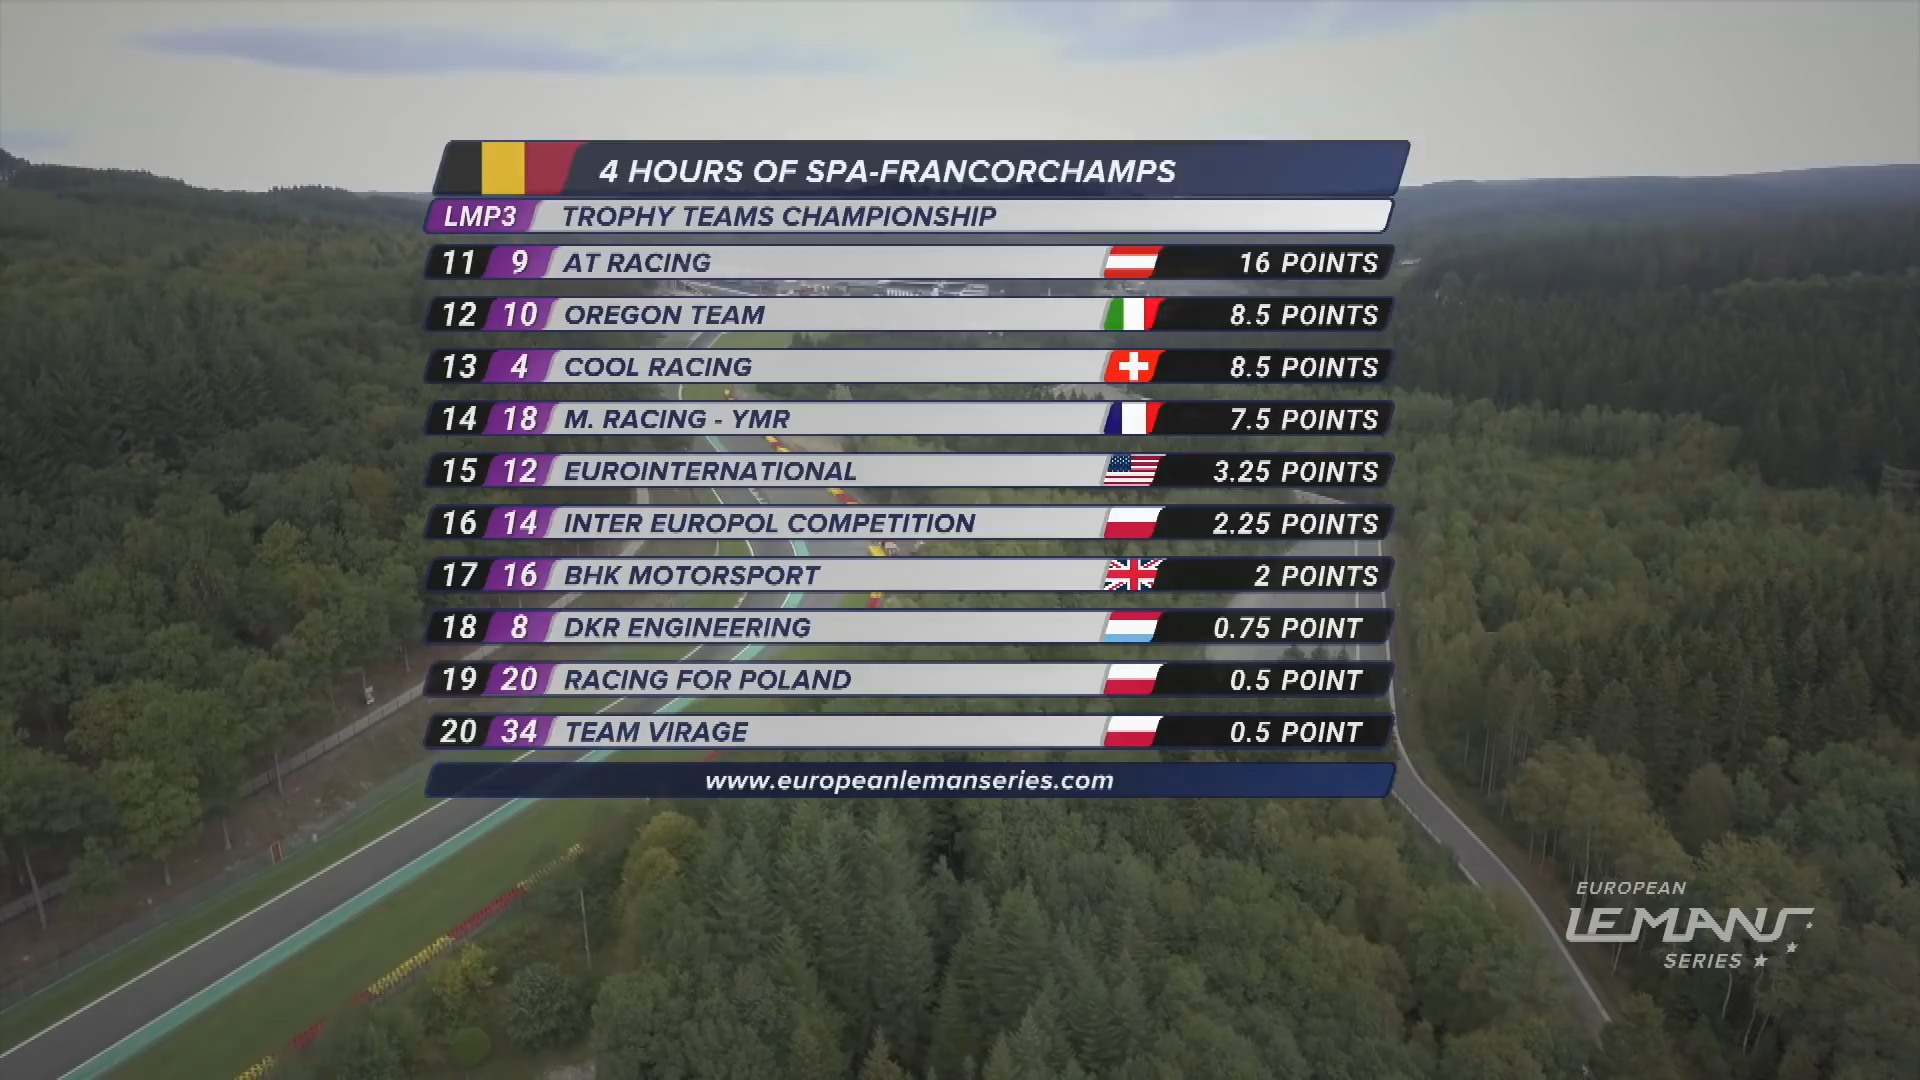 4 HOURS OF SPA-FRANCORCHAMPS
LMP3 TROPHY TEAMS CHAMPIONSHIP
11 9 AT RACING 16 POINTS
12 10 OREGON TEAM 8.5 POINTS
13 4 COOL RACING 8.5 POINTS
14 18 M. RACING - YMR 7.5 POINTS
15 12 EUROINTERNATIONAL 3.25 POINTS
16 14 INTER EUROPOL COMPETITION 2.25 POINTS
17 16 BHK MOTORSPORT 2 POINTS
18 8 DKR ENGINEERING 0.75 POINT
19 20 RACING FOR POLAND 0.5 POINT
20 34 TEAM VIRAGE 0.5 POINT
www.europeanlemanseries.com
EUROPEAN
LE MANS
SERIES